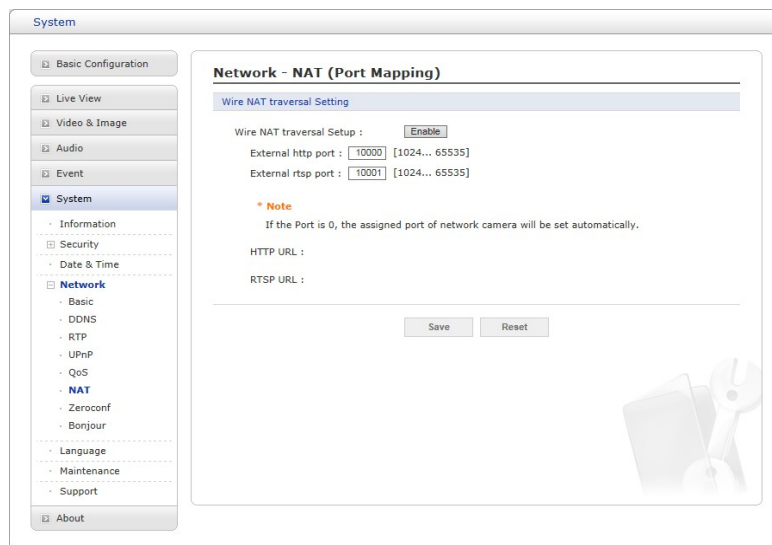 System
Basic Configuration
Live View
Video & Image
Audio
Event
System
Information
Security
Date & Time
Network
Basic
DDNS
RTP
UPnP
QoS
NAT
Zeroconf
Bonjour
Language
Maintenance
Support
About
Network - NAT (Port Mapping)
Wire NAT traversal Setting
Wire NAT traversal Setup : Enable
External http port : 10000 [1024... 65535]
External rtsp port : 10001 [1024... 65535]
* Note
If the Port is 0, the assigned port of network camera will be set automatically.
HTTP URL :
RTSP URL :
Save Reset